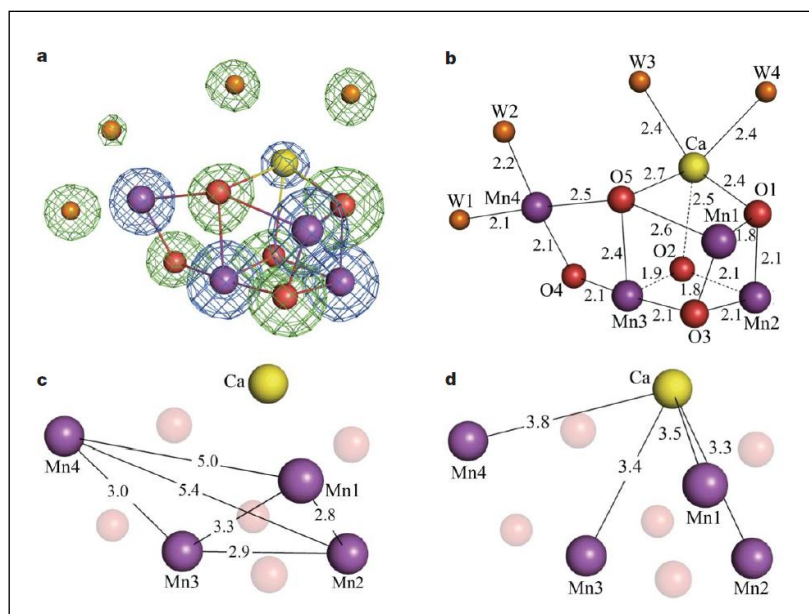 a
b
W3
W4
W2
2.4
Ca
2.4
2.2
O5
2.7
2.4
O1
W1
Mn4
2.5
2.5
Mn1
2.1
2.6
1.8
2.1
2.4
O2
2.1
O4
1.9
2.1
2.1
1.8
Mn3
2.1
2.1
Mn2
O3
c
d
Ca
Ca
Mn4
5.0
3.8
3.5
3.3
Mn4
3.0
5.4
Mn1
3.4
3.3
2.8
Mn1
2.9
Mn3
Mn2
Mn3
Mn2